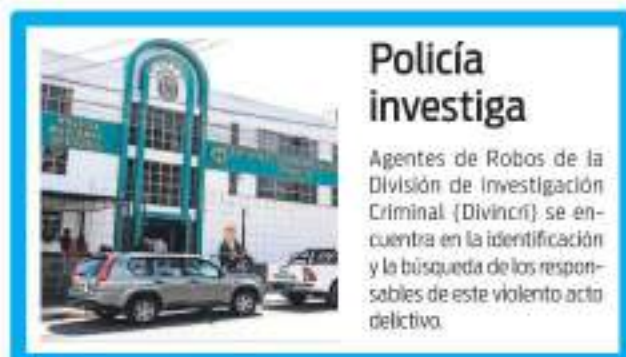 Policía
investiga
Agentes de Robos de la
División de Investigación
Criminal (Divincri) se en-
cuentra en la identificación
y la búsqueda de los respon-
sables de este violento acto
delictivo.